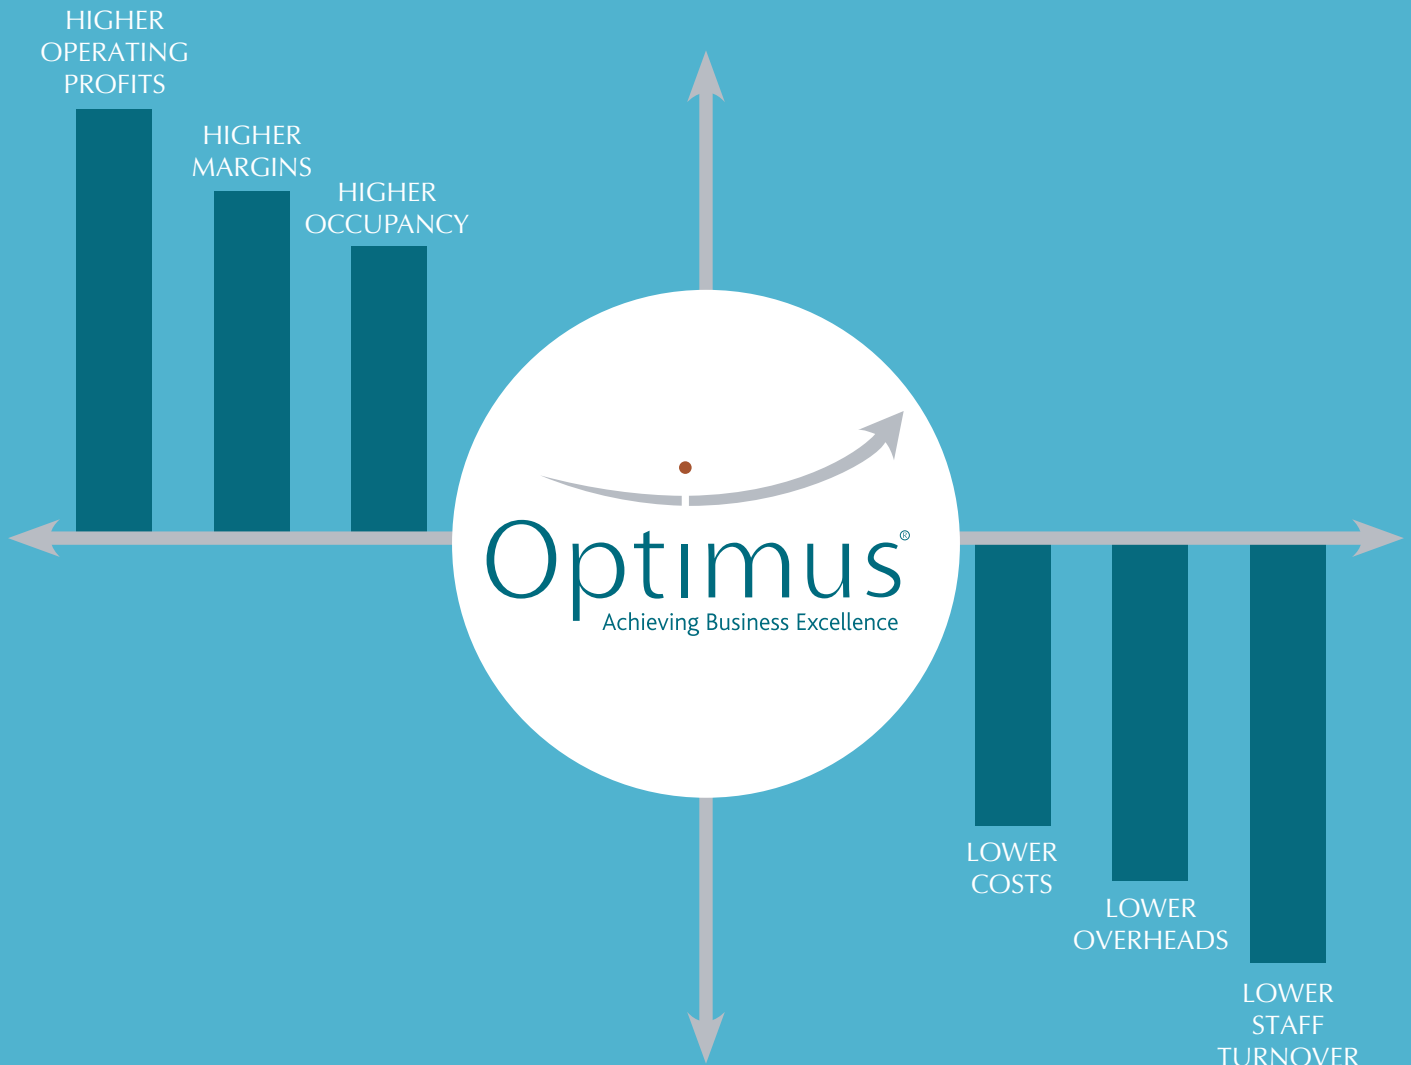 HIGHER
OPERATING
PROFITS
HIGHER
MARGINS
HIGHER
OCCUPANCY
Optimus®
Achieving Business Excellence
LOWER
COSTS
LOWER
OVERHEADS
LOWER
STAFF
TURNOVER